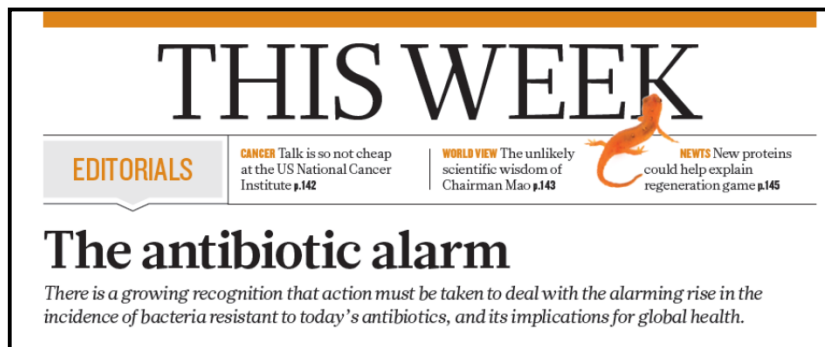 THIS WEEK
EDITORIALS
CANCER Talk is so not cheap
at the US National Cancer
Institute p.142
WORLD VIEW The unlikely
scientific wisdom of
Chairman Mao p.143
NEWTS New proteins
could help explain
regeneration game p.145
The antibiotic alarm
There is a growing recognition that action must be taken to deal with the alarming rise in the
incidence of bacteria resistant to today's antibiotics, and its implications for global health.